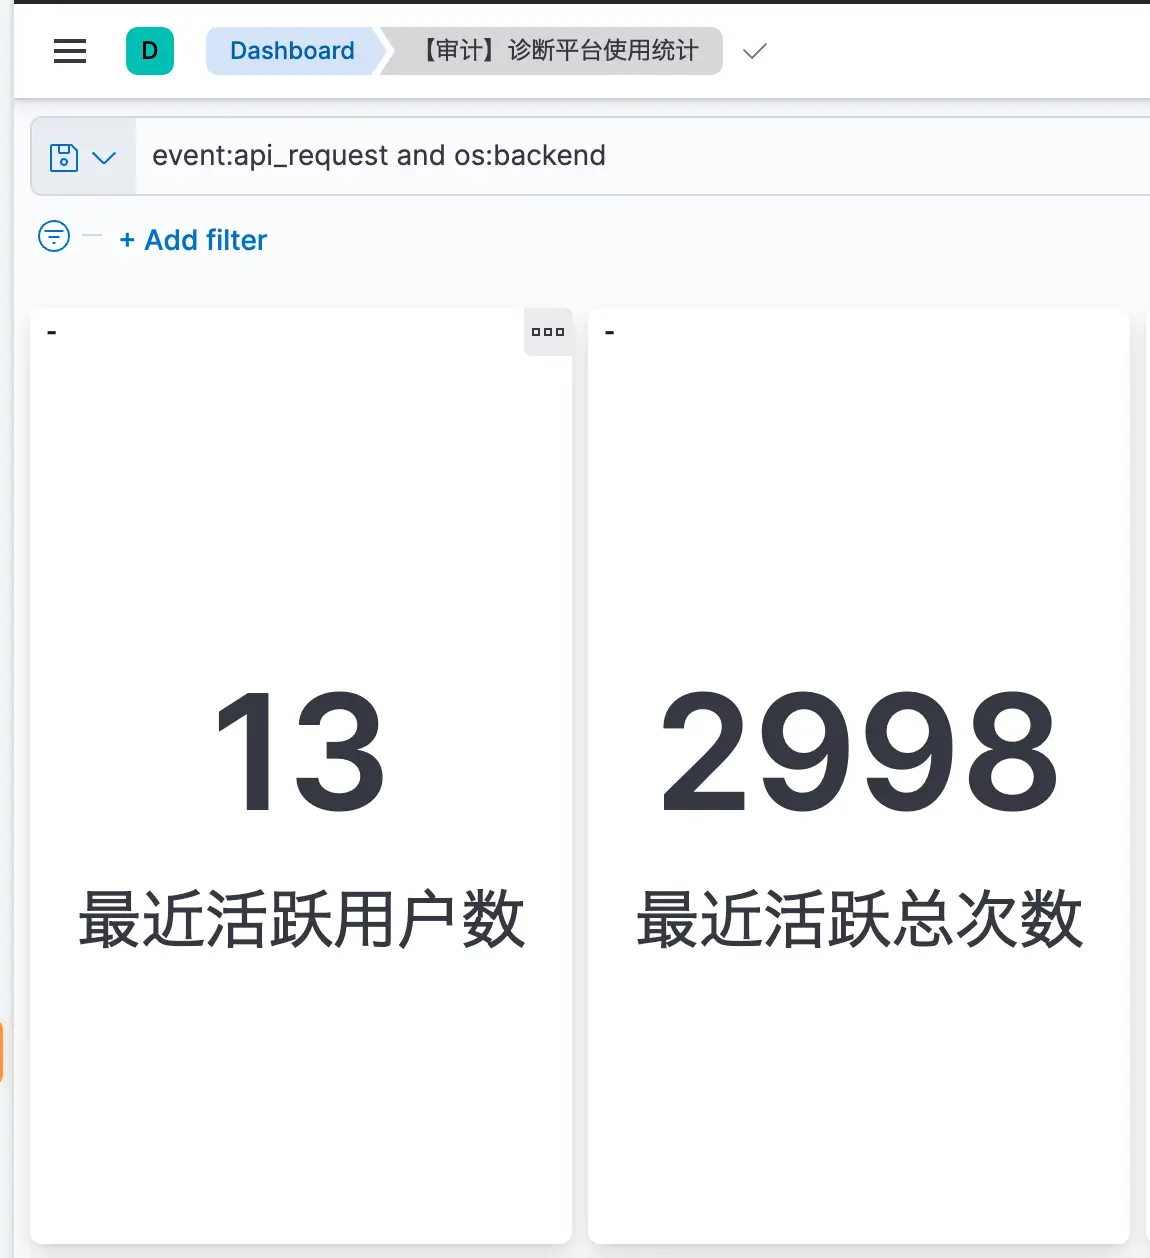 D Dashboard 【审计】诊断平台使用统计
event:api_request and os:backend
+ Add filter
-
13
最近活跃用户数
-
2998
最近活跃总次数